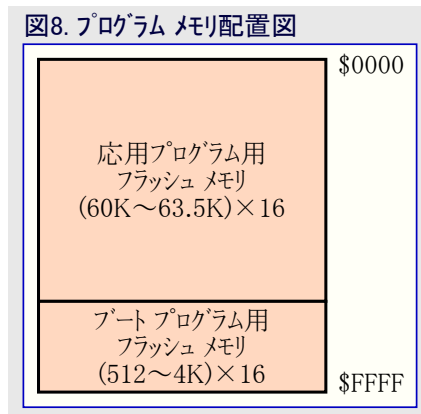 図8. ﾌﾟﾛｸﾞﾗﾑ ﾒﾓﾘ配置図
$0000
応用ﾌﾟﾛｸﾞﾗﾑ用
ﾌﾗｯｼｭ ﾒﾓﾘ
(60K～63.5K)×16
ﾌﾞｰﾄ ﾌﾟﾛｸﾞﾗﾑ用
ﾌﾗｯｼｭ ﾒﾓﾘ
(512～4K)×16
$FFFF